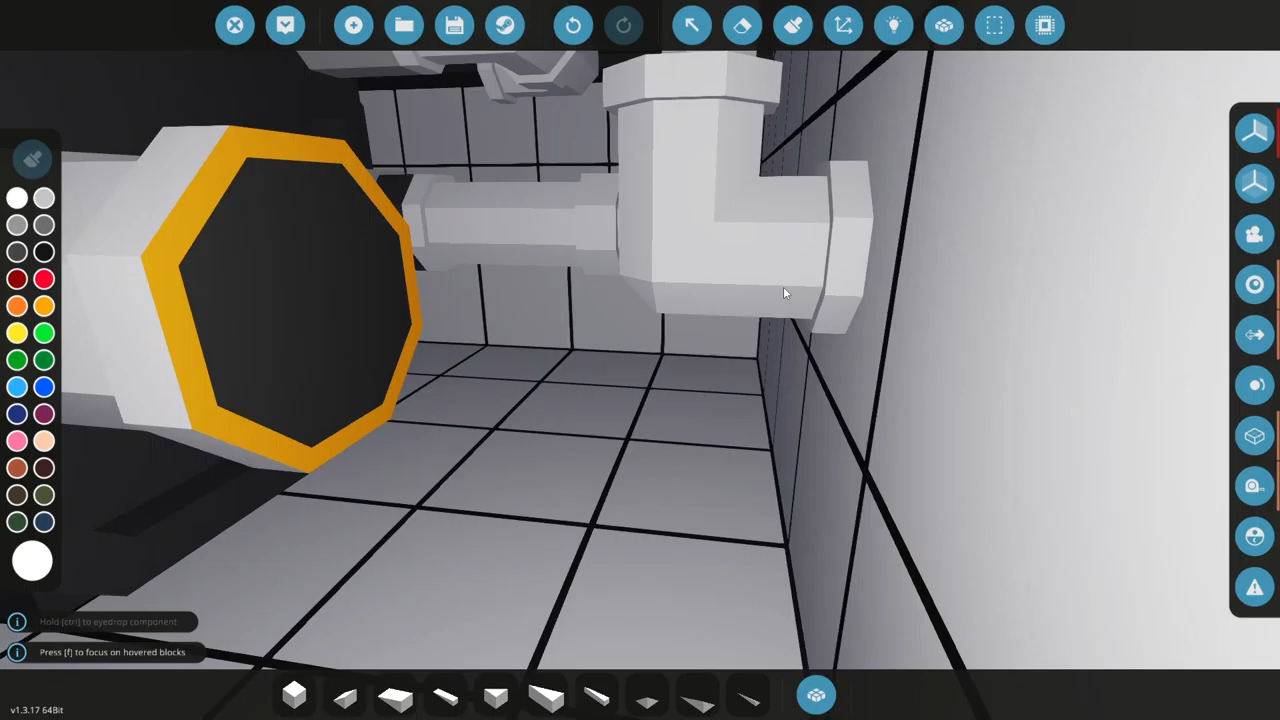 Hold [ctrl] to eyedrop component
Press [f] to focus on hovered blocks
v1.3.17 64Bit